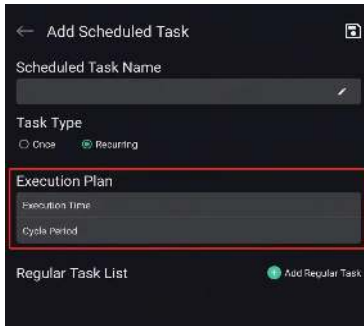 ← Add Scheduled Task
Scheduled Task Name
Task Type
Once Recurring
Execution Plan
Execution Time
Cycle Period
Regular Task List Add Regular Task